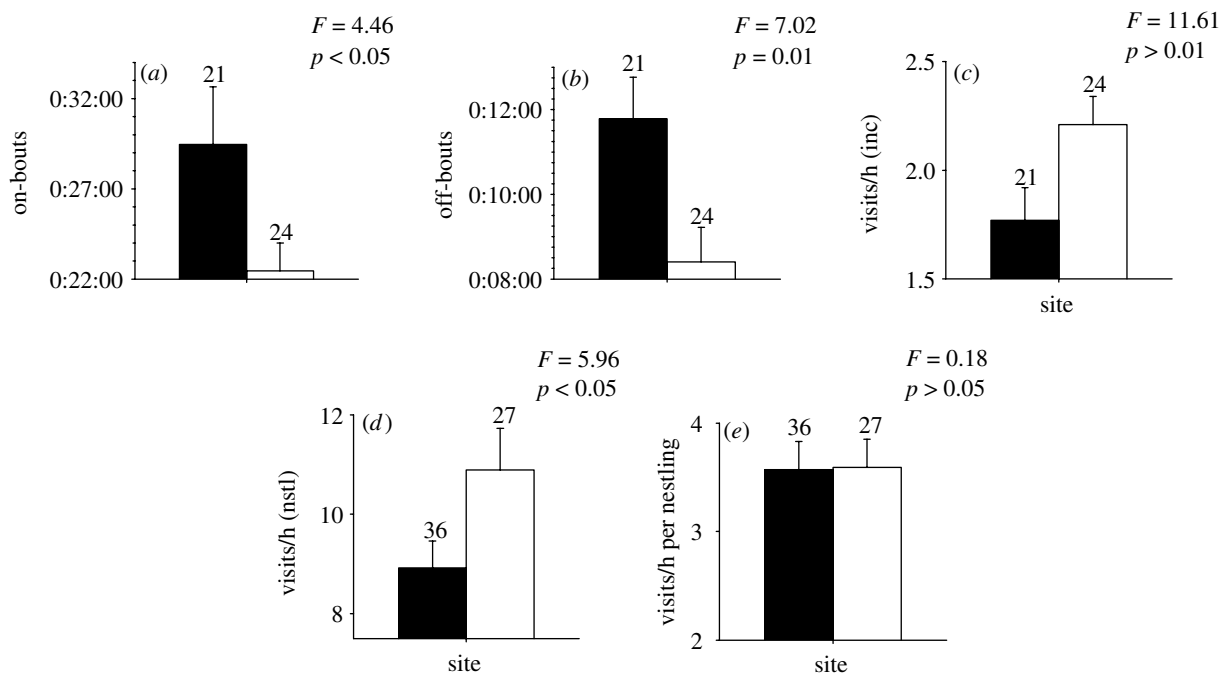 F = 4.46
p < 0.05
(a)
21
24
0:32:00
0:27:00
0:22:00
on-bouts
F = 7.02
p = 0.01
(b)
21
24
0:12:00
0:10:00
0:08:00
off-bouts
F = 11.61
p > 0.01
(c)
21
24
2.5
2.0
1.5
visits/h (inc)
site
F = 5.96
p < 0.05
(d)
36
27
12
10
8
visits/h (nstl)
site
F = 0.18
p > 0.05
(e)
36
27
4
3
2
visits/h per nestling
site